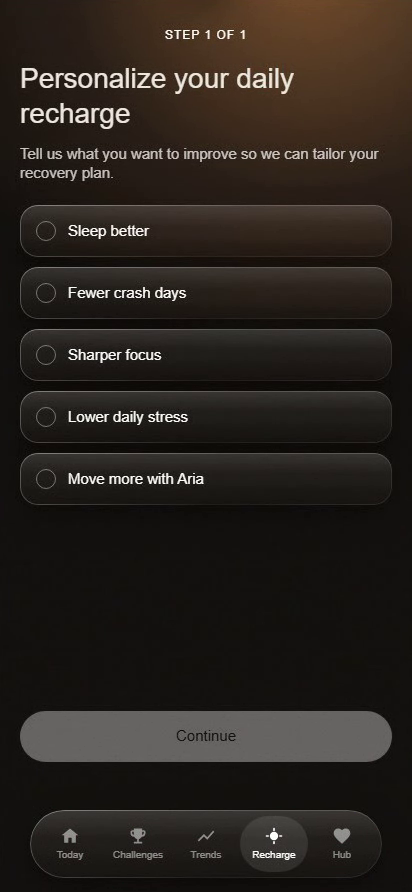 STEP 1 OF 1
Personalize your daily
recharge
Tell us what you want to improve so we can tailor your
recovery plan.
Sleep better
Fewer crash days
Sharper focus
Lower daily stress
Move more with Aria
Continue
Today
Challenges
Trends
Recharge
Hub